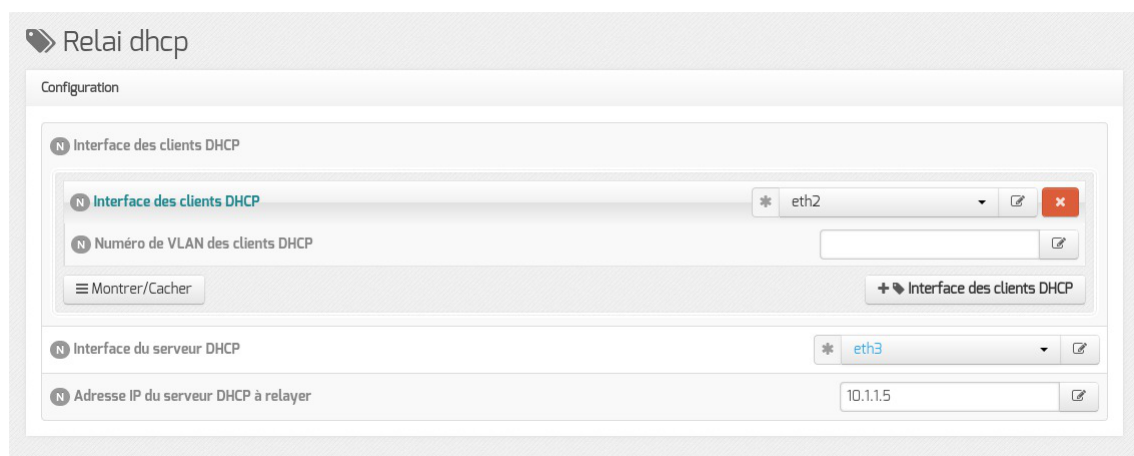 Relai dhcp
Configuration
N Interface des clients DHCP
N Interface des clients DHCP * eth2
N Numéro de VLAN des clients DHCP
Montrer/Cacher + Interface des clients DHCP
N Interface du serveur DHCP * eth3
N Adresse IP du serveur DHCP à relayer 10.1.1.5